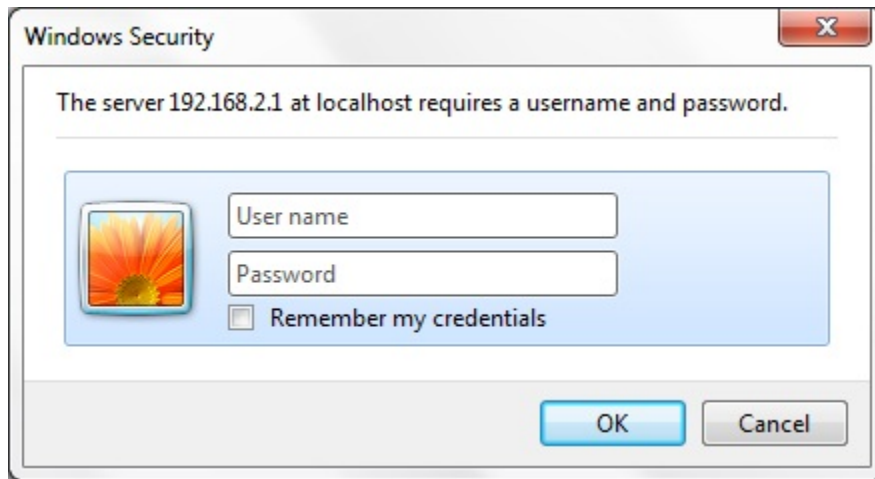 Windows Security
The server 192.168.2.1 at localhost requires a username and password.
User name
Password
Remember my credentials
OK
Cancel